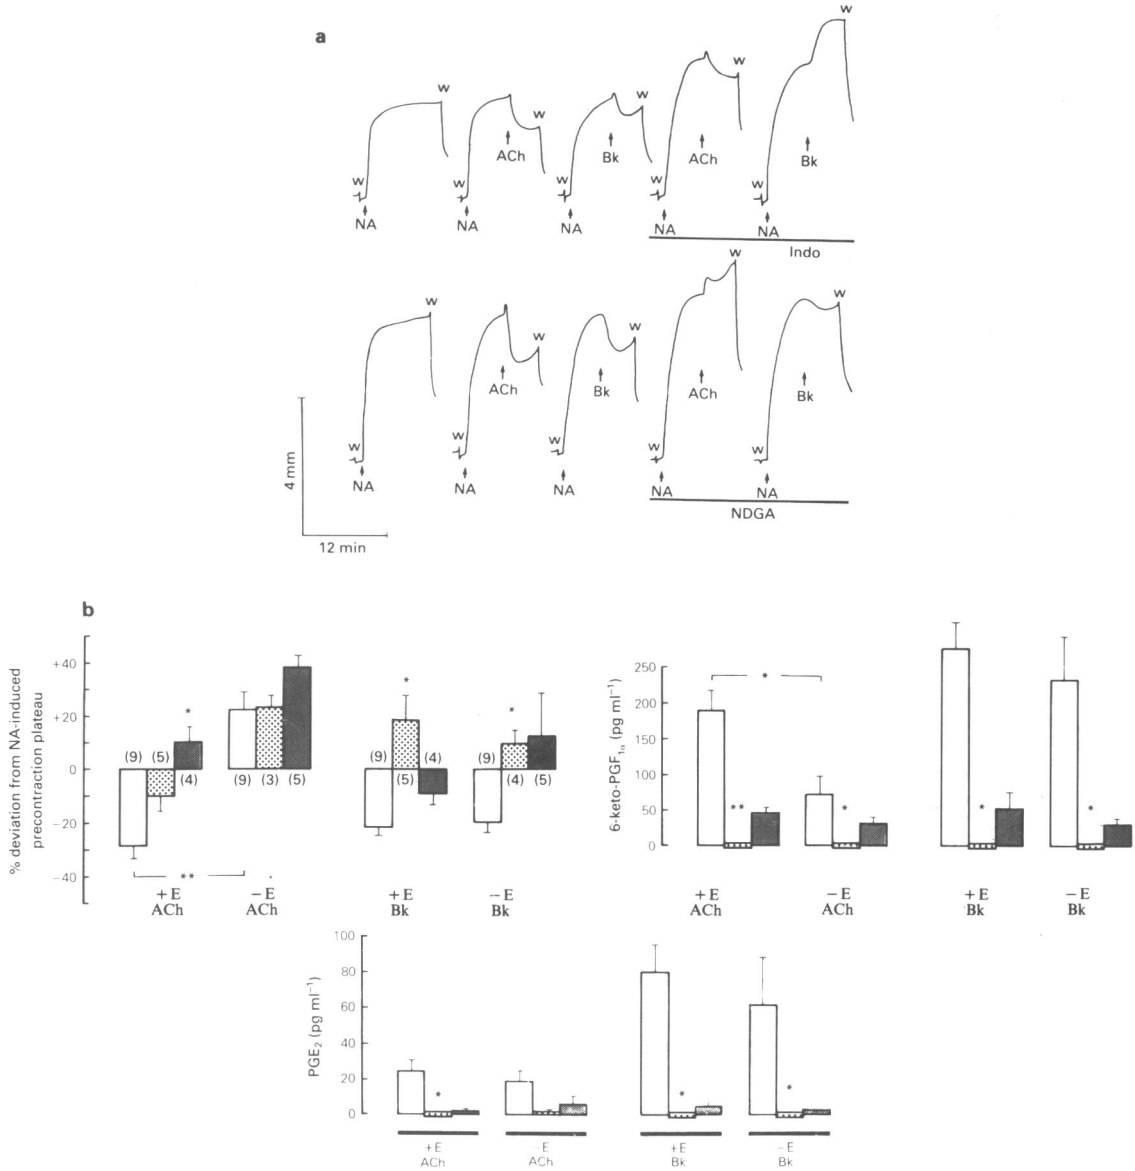 a
W W W W W
W W W W W
ACh Bk ACh Bk
NA NA NA NA NA
Indo
W W W W W
W W W W W
ACh Bk ACh Bk
NA NA NA NA NA
NDGA
4 mm
12 min
b
% deviation from NA-induced
precontraction plateau
+40
+20
0
−20
−40
(9) (5) * (4)
(9) (3) (5)
**
(9) * (5) (4)
(9) * (4) (5)
+E −E +E −E
ACh ACh Bk Bk
6-keto-PGF1α (pg ml−1)
250
200
150
100
50
0
*
** * * *
+E −E +E −E
ACh ACh Bk Bk
PGE2 (pg ml−1)
100
80
60
40
20
0
* * *
+E −E +E −E
ACh ACh Bk Bk